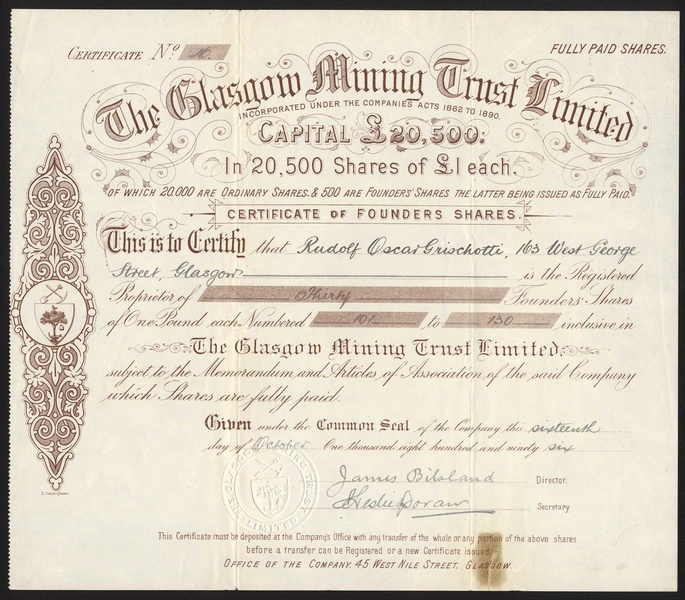 CERTIFICATE No. 10.
FULLY PAID SHARES.
The Glasgow Mining Trust Limited
INCORPORATED UNDER THE COMPANIES ACTS 1862 TO 1890.
CAPITAL £20,500:
In 20,500 Shares of £1 each.
OF WHICH 20.000 ARE ORDINARY SHARES. & 500 ARE FOUNDERS' SHARES THE LATTER BEING ISSUED AS FULLY PAID.
CERTIFICATE OF FOUNDERS SHARES.
This is to Certify that Rudolf Oscar Grischotti, 163 West George
Street, Glasgow is the Registered
Proprietor of Thirty Founders' Shares
of One Pound each Numbered 101 to 130 inclusive in
The Glasgow Mining Trust Limited
subject to the Memorandum and Articles of Association, of the said Company
which Shares are fully paid.
Given under the Common Seal of the Company this sixteenth
day of October One thousand eight hundred and ninety six
James Director.
Leslie Secretary.
This Certificate must be deposited at the Company's Office with any transfer of the whole or any portion of the above shares
before a transfer can be Registered or a new Certificate issued.
OFFICE OF THE COMPANY. 45 WEST NILE STREET, GLASGOW.